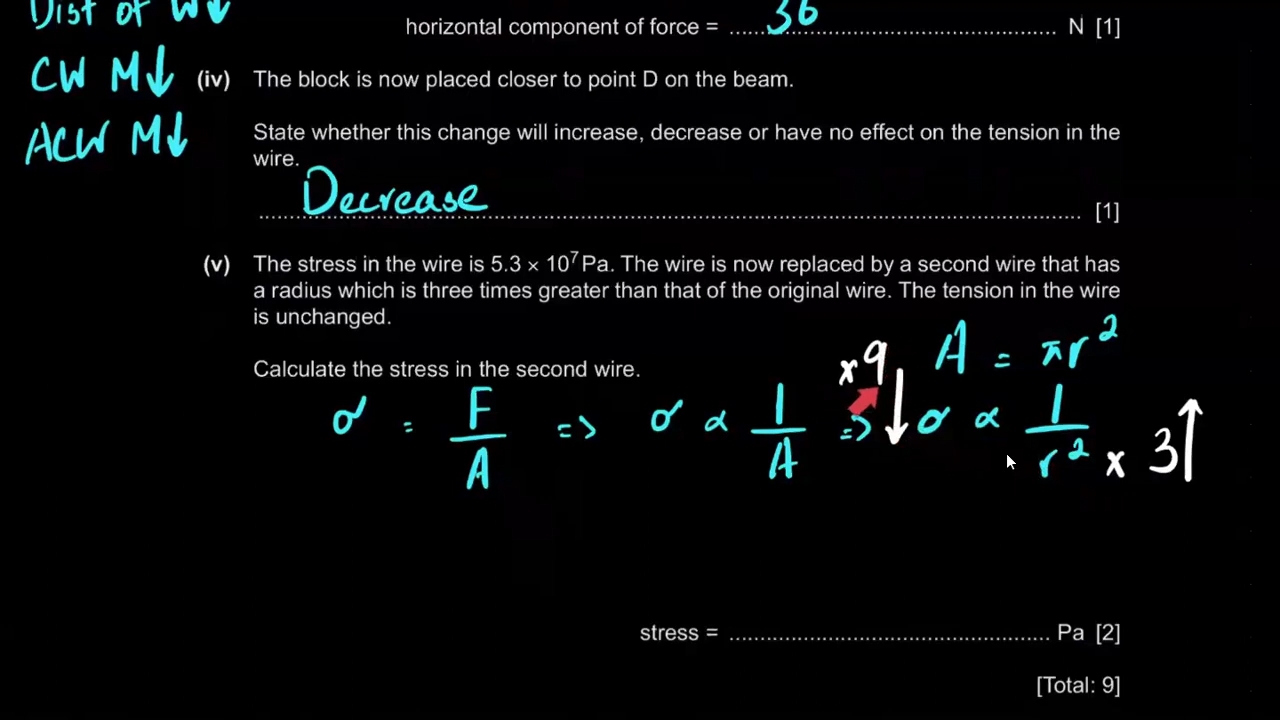 Dist of W↓
horizontal component of force = ...36... N [1]
CW M↓
(iv) The block is now placed closer to point D on the beam.
ACW M↓
State whether this change will increase, decrease or have no effect on the tension in the
wire.
Decrease [1]
(v) The stress in the wire is 5.3 × 10⁷ Pa. The wire is now replaced by a second wire that has
a radius which is three times greater than that of the original wire. The tension in the wire
is unchanged.
A = πr²
Calculate the stress in the second wire.
×9
σ = F/A => σ ∝ 1/A => ↓σ ∝ 1/r² × 3↑
stress = ................ Pa [2]
[Total: 9]